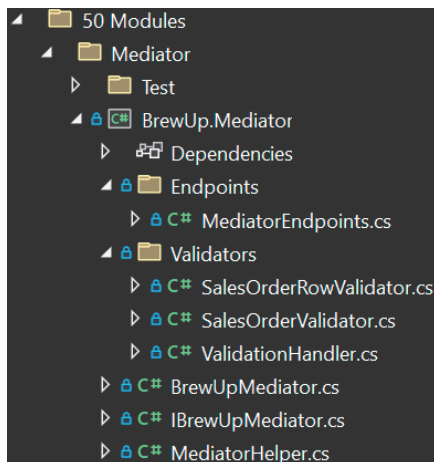 50 Modules
Mediator
Test
C# BrewUp.Mediator
Dependencies
Endpoints
C# MediatorEndpoints.cs
Validators
C# SalesOrderRowValidator.cs
C# SalesOrderValidator.cs
C# ValidationHandler.cs
C# BrewUpMediator.cs
C# IBrewUpMediator.cs
C# MediatorHelper.cs